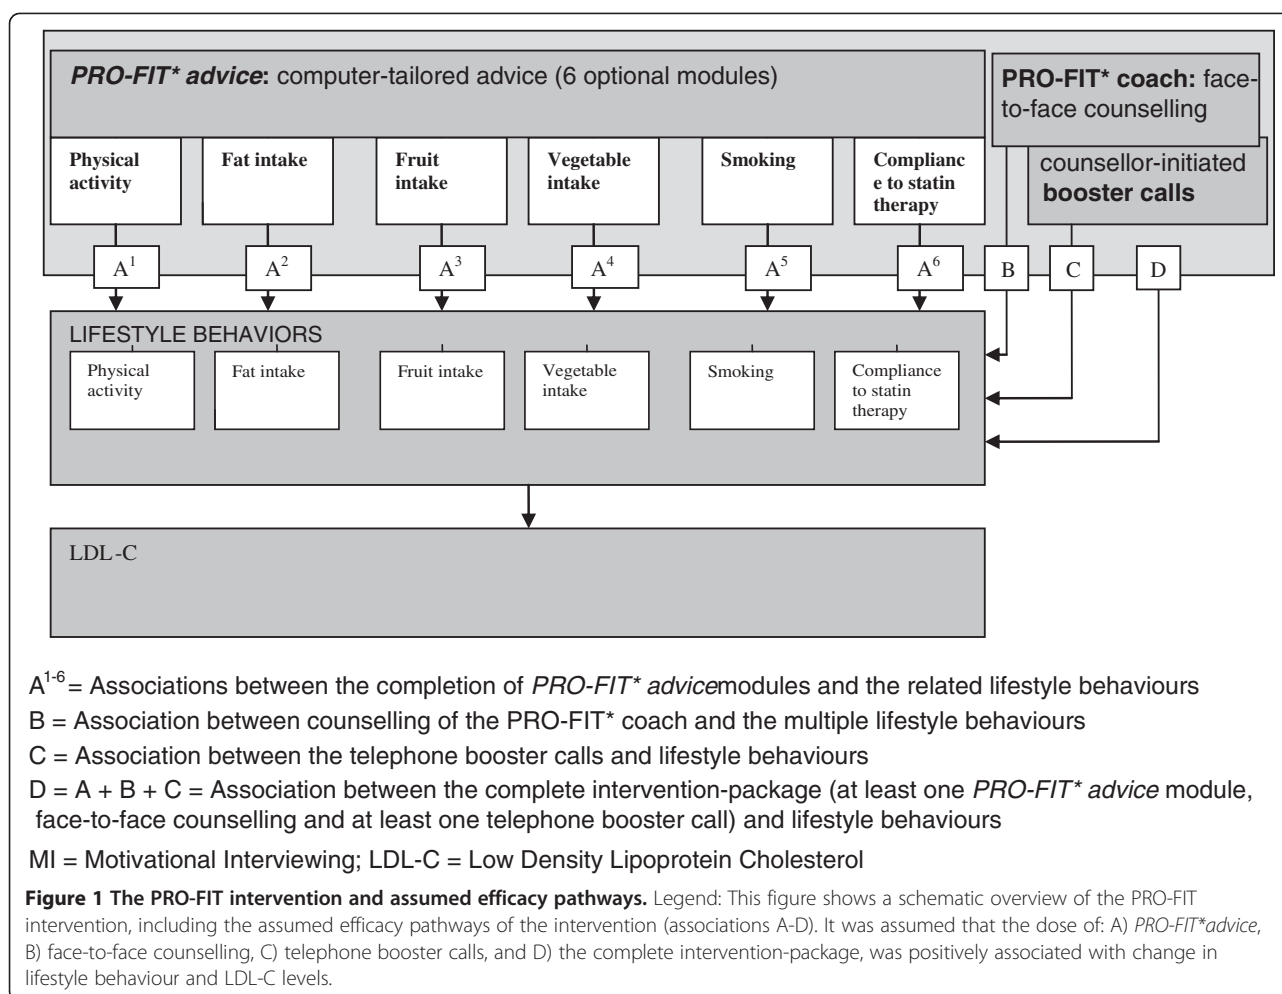 PRO-FIT* advice: computer-tailored advice (6 optional modules)
PRO-FIT* coach: face-
to-face counselling
counsellor-initiated
booster calls
Physical
activity
Fat intake
Fruit
intake
Vegetable
intake
Smoking
Complianc
e to statin
therapy
A1
A2
A3
A4
A5
A6
B
C
D
LIFESTYLE BEHAVIORS
Physical
activity
Fat intake
Fruit intake
Vegetable
intake
Smoking
Compliance
to statin
therapy
LDL-C
A1-6 = Associations between the completion of PRO-FIT* advicemodules and the related lifestyle behaviours
B = Association between counselling of the PRO-FIT* coach and the multiple lifestyle behaviours
C = Association between the telephone booster calls and lifestyle behaviours
D = A + B + C = Association between the complete intervention-package (at least one PRO-FIT* advice module,
face-to-face counselling and at least one telephone booster call) and lifestyle behaviours
MI = Motivational Interviewing; LDL-C = Low Density Lipoprotein Cholesterol
Figure 1 The PRO-FIT intervention and assumed efficacy pathways. Legend: This figure shows a schematic overview of the PRO-FIT
intervention, including the assumed efficacy pathways of the intervention (associations A-D). It was assumed that the dose of: A) PRO-FIT*advice,
B) face-to-face counselling, C) telephone booster calls, and D) the complete intervention-package, was positively associated with change in
lifestyle behaviour and LDL-C levels.